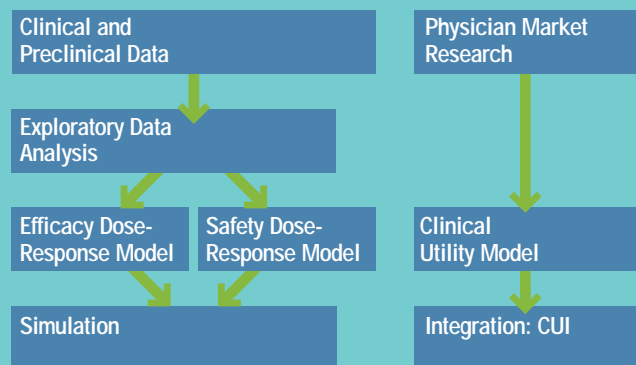 Clinical and
Preclinical Data
Physician Market
Research
Exploratory Data
Analysis
Efficacy Dose-
Response Model
Safety Dose-
Response Model
Clinical
Utility Model
Simulation
Integration: CUI